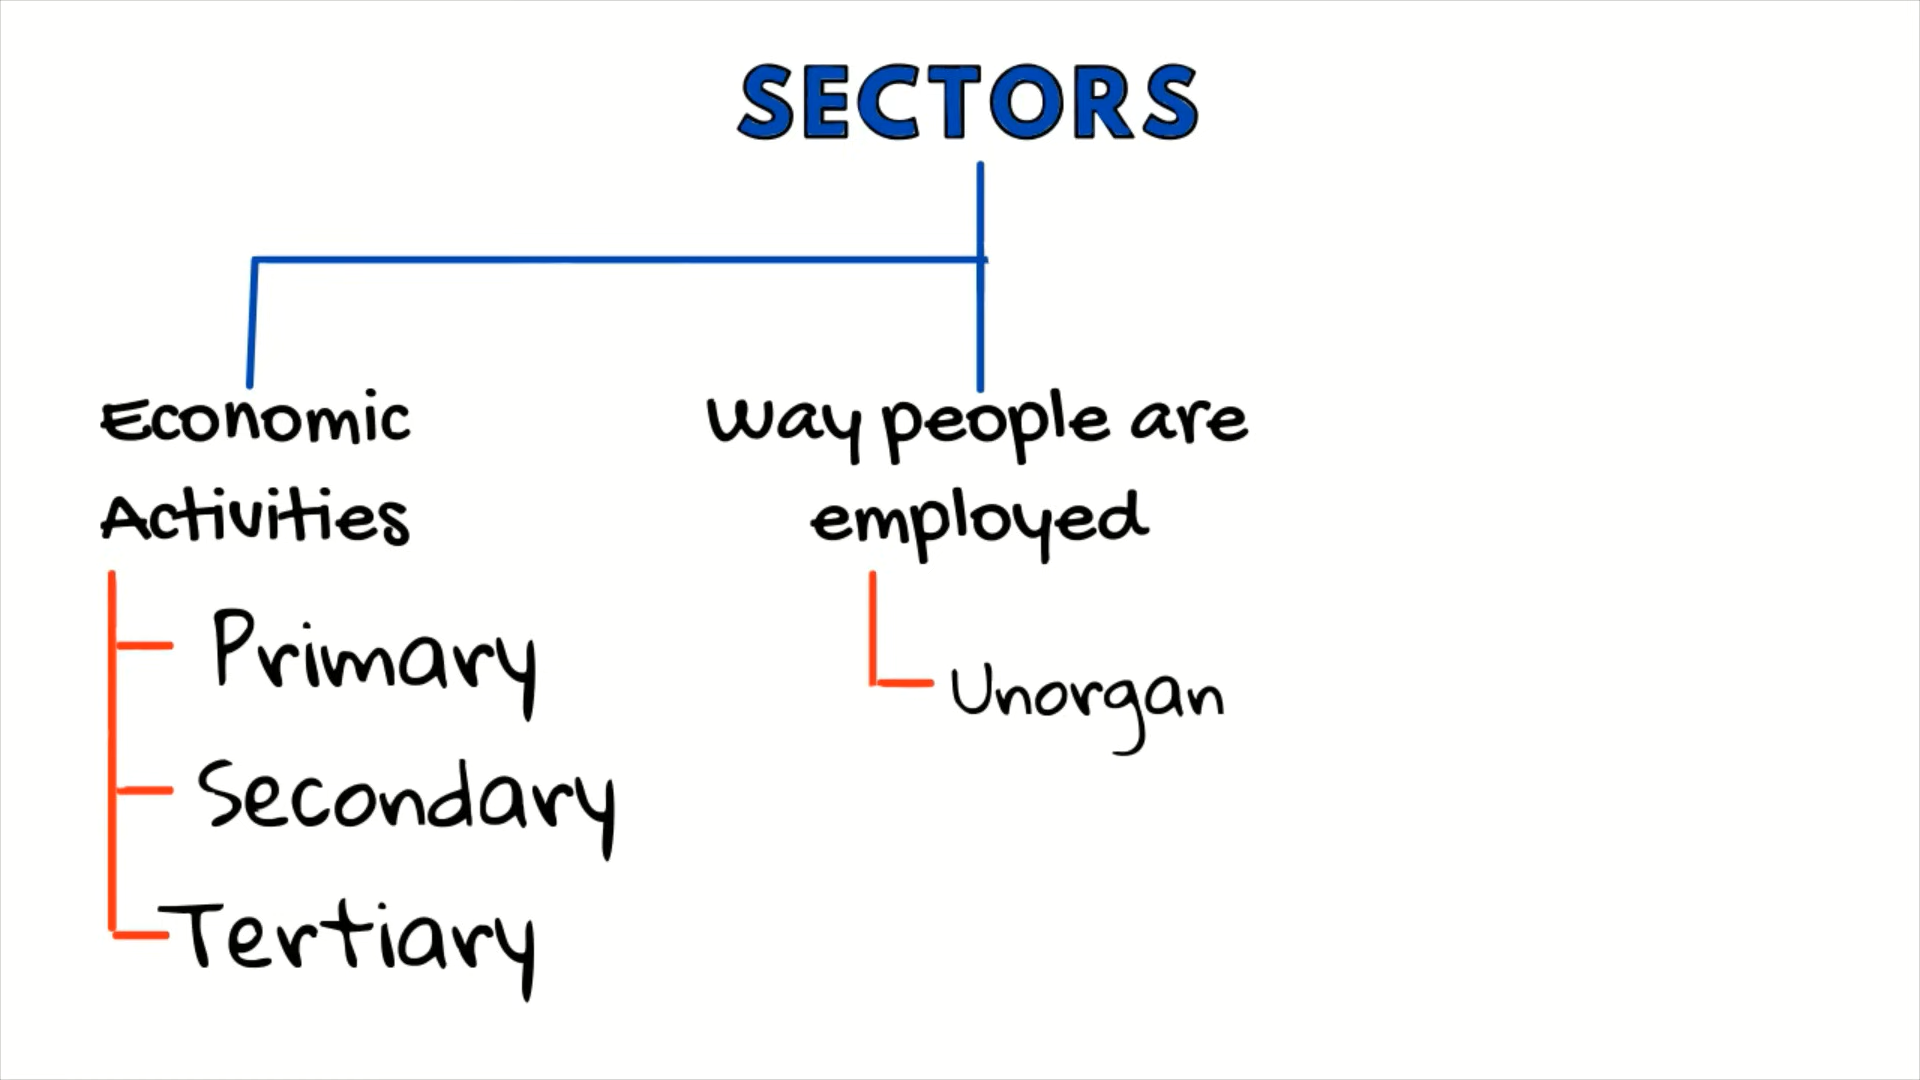 SECTORS
Economic
Activities
Primary
Secondary
Tertiary
Way people are
employed
Unorgan